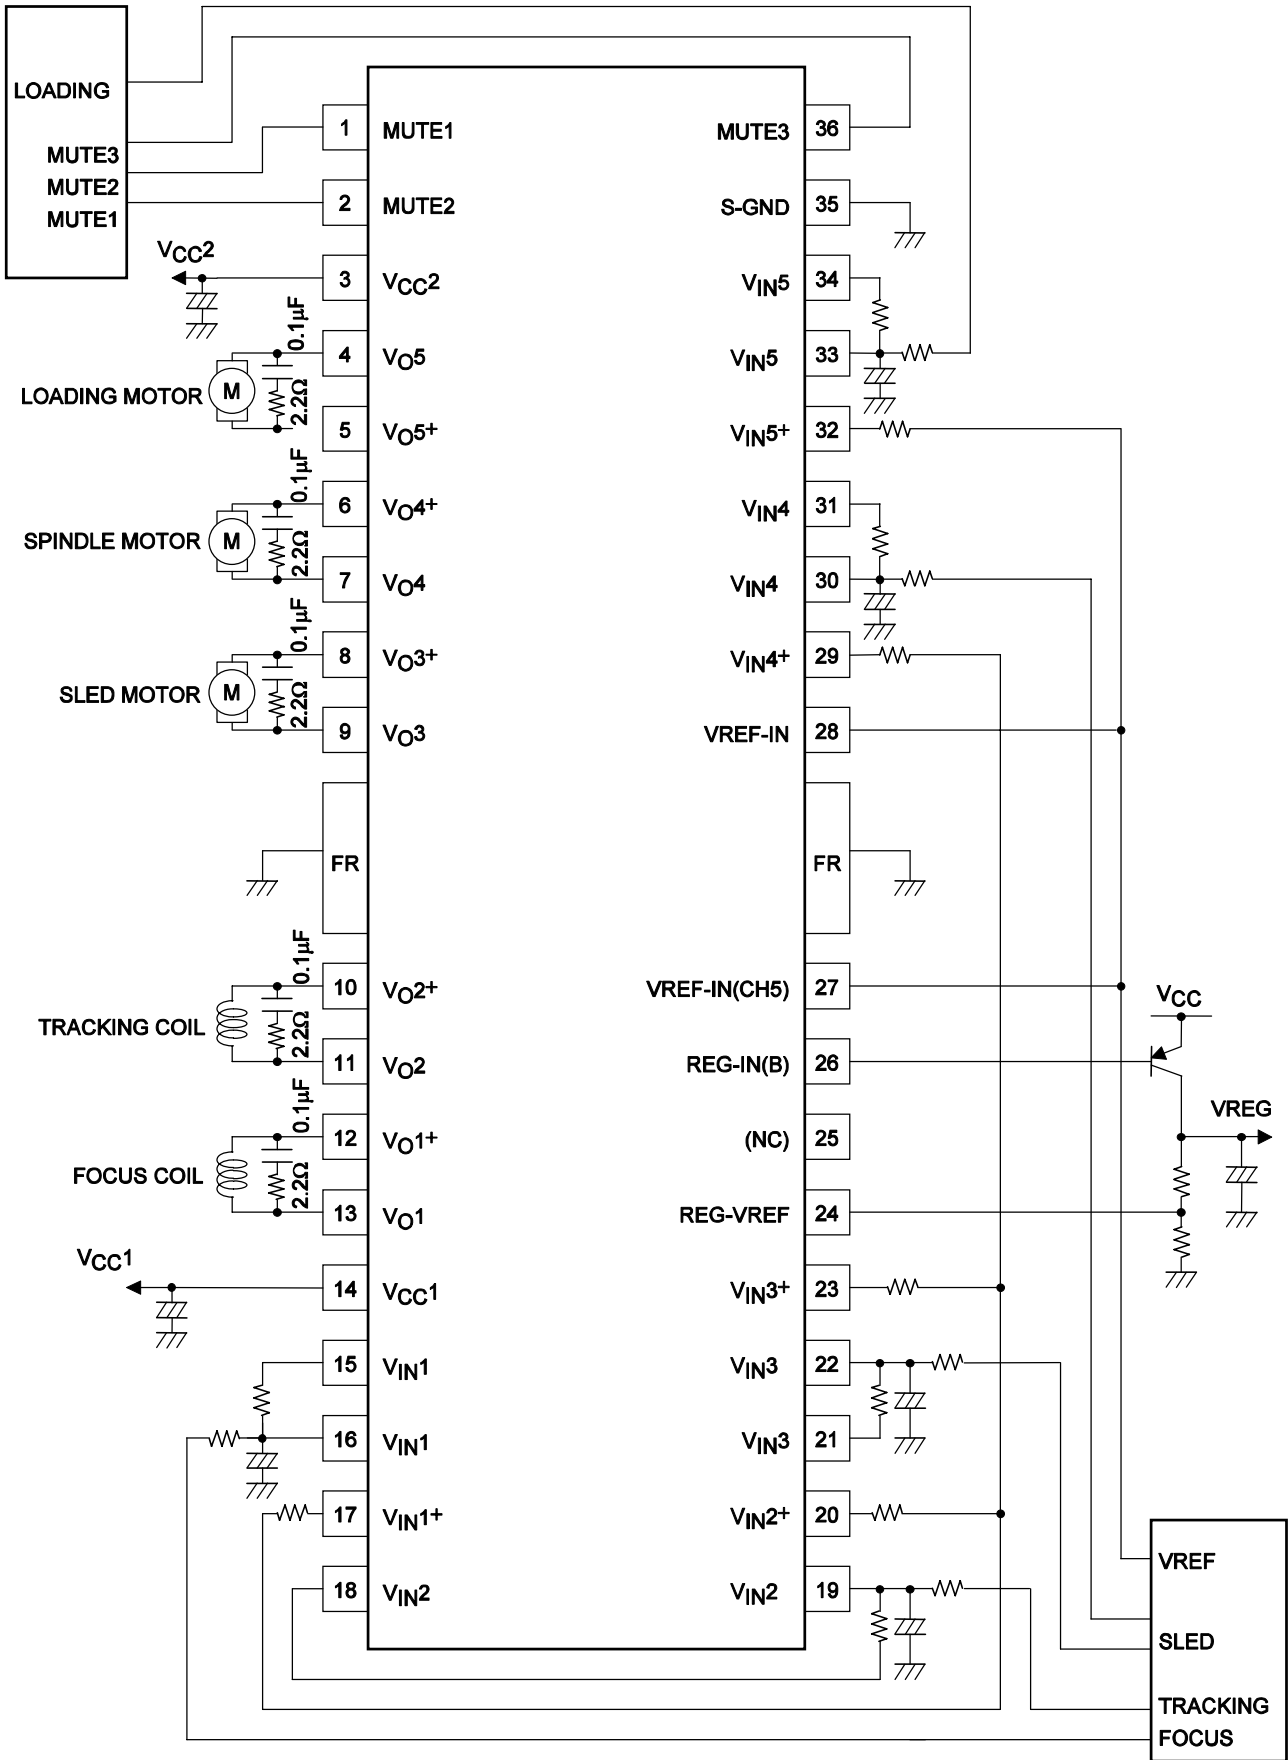 LOADING
MUTE3
MUTE2
MUTE1
1 MUTE1
MUTE3 36
2 MUTE2
S-GND 35
VCC2
3 VCC2
VIN5 34
0.1μF
4 VO5
VIN5 33
LOADING MOTOR
M
2.2Ω
5 VO5+
VIN5+ 32
0.1μF
6 VO4+
VIN4 31
SPINDLE MOTOR
M
2.2Ω
7 VO4
VIN4 30
0.1μF
8 VO3+
VIN4+ 29
SLED MOTOR
M
2.2Ω
9 VO3
VREF-IN 28
FR
FR
0.1μF
10 VO2+
VREF-IN(CH5) 27
VCC
TRACKING COIL
2.2Ω
11 VO2
REG-IN(B) 26
0.1μF
VREG
12 VO1+
(NC) 25
FOCUS COIL
2.2Ω
13 VO1
REG-VREF 24
VCC1
14 VCC1
VIN3+ 23
15 VIN1
VIN3 22
16 VIN1
VIN3 21
17 VIN1+
VIN2+ 20
18 VIN2
VIN2 19
VREF
SLED
TRACKING
FOCUS